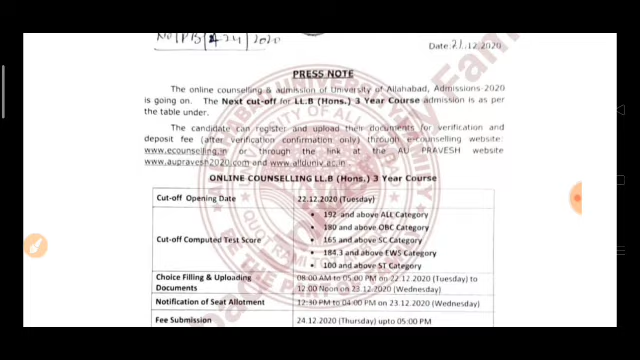 No/PB/424/2020
Date: 21.12.2020
PRESS NOTE
The online counselling & admission of University of Allahabad, Admissions-2020
is going on. The Next cut-off for LL.B (Hons.) 3 Year Course admission is as per
the table under.
The candidate can register and upload their documents for verification and
deposit fee (after verification confirmation only) through e-counselling website:
www.ecounselling.in or through the link at the AU PRAVESH website
www.aupravesh2020.com and www.allduniv.ac.in
ONLINE COUNSELLING LL.B (Hons.) 3 Year Course
Cut-off Opening Date 22.12.2020 (Tuesday)
Cut-off Computed Test Score
• 192 and above ALL Category
• 180 and above OBC Category
• 165 and above SC Category
• 184.3 and above EWS Category
• 100 and above ST Category
Choice Filling & Uploading Documents
08:00 AM to 05:00 PM on 22.12.2020 (Tuesday) to
12:00 Noon on 23.12.2020 (Wednesday)
Notification of Seat Allotment 12:30 PM to 04:00 PM on 23.12.2020 (Wednesday)
Fee Submission 24.12.2020 (Thursday) upto 05:00 PM